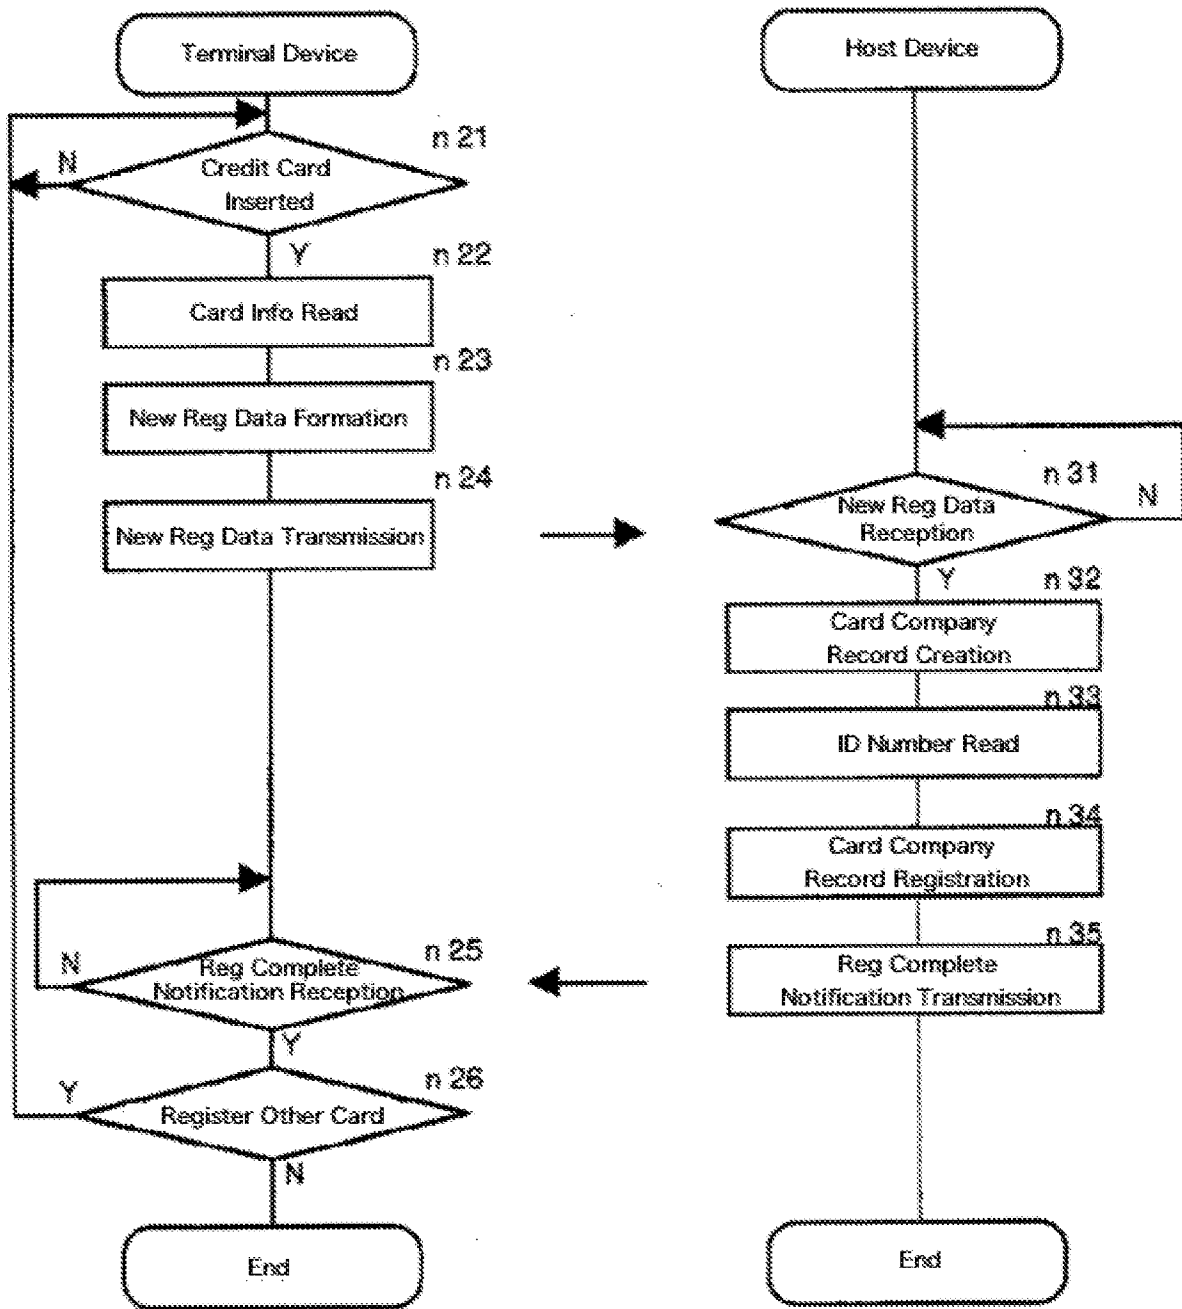 Terminal Device
n 21
N
Credit Card
Inserted
Y
n 22
Card Info Read
n 23
New Reg Data Formation
n 24
New Reg Data Transmission
N
Reg Complete
Notification Reception
n 25
Y
Y
Register Other Card
n 26
N
End
Host Device
n 31
New Reg Data
Reception
N
Y
n 32
Card Company
Record Creation
n 33
ID Number Read
n 34
Card Company
Record Registration
n 35
Reg Complete
Notification Transmission
End